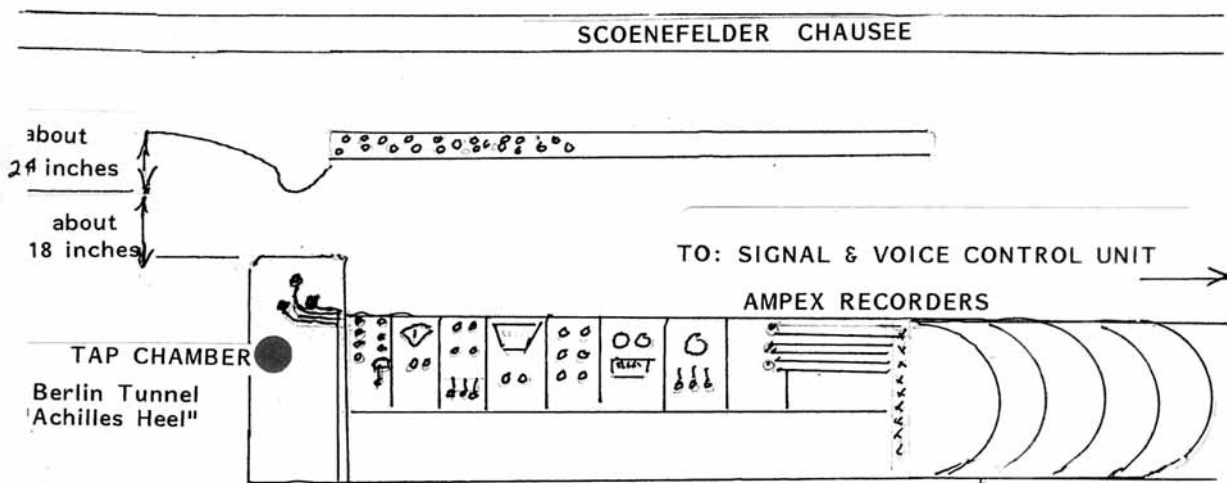 SCOENEFELDER CHAUSEE
about
24 inches
about
18 inches
TO: SIGNAL & VOICE CONTROL UNIT
AMPEX RECORDERS
TAP CHAMBER
Berlin Tunnel
"Achilles Heel"